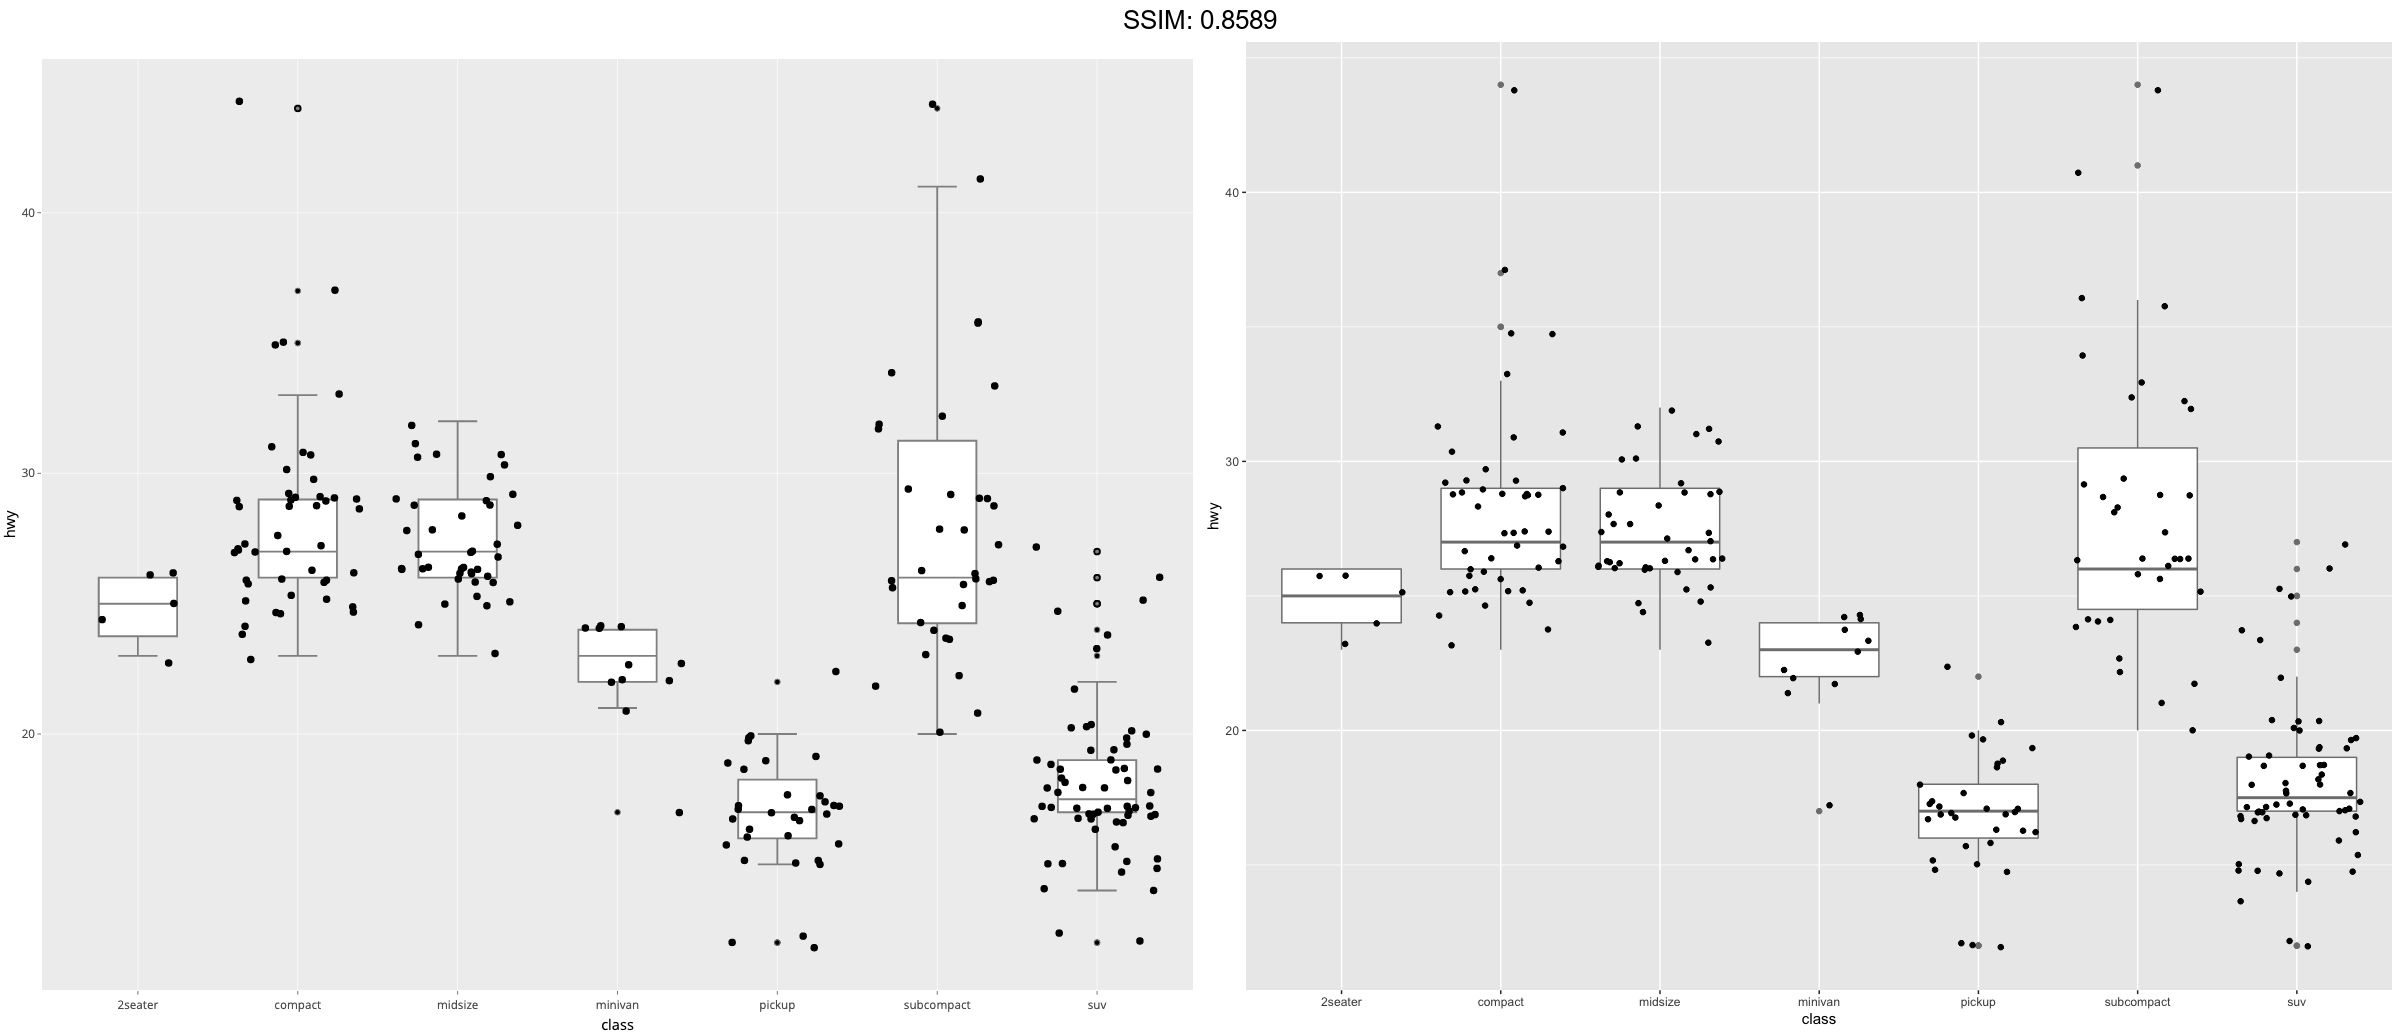 SSIM: 0.8589
hwy
40
30
20
2seater compact midsize minivan pickup subcompact suv
class
hwy
40
30
20
2seater compact midsize minivan pickup subcompact suv
class